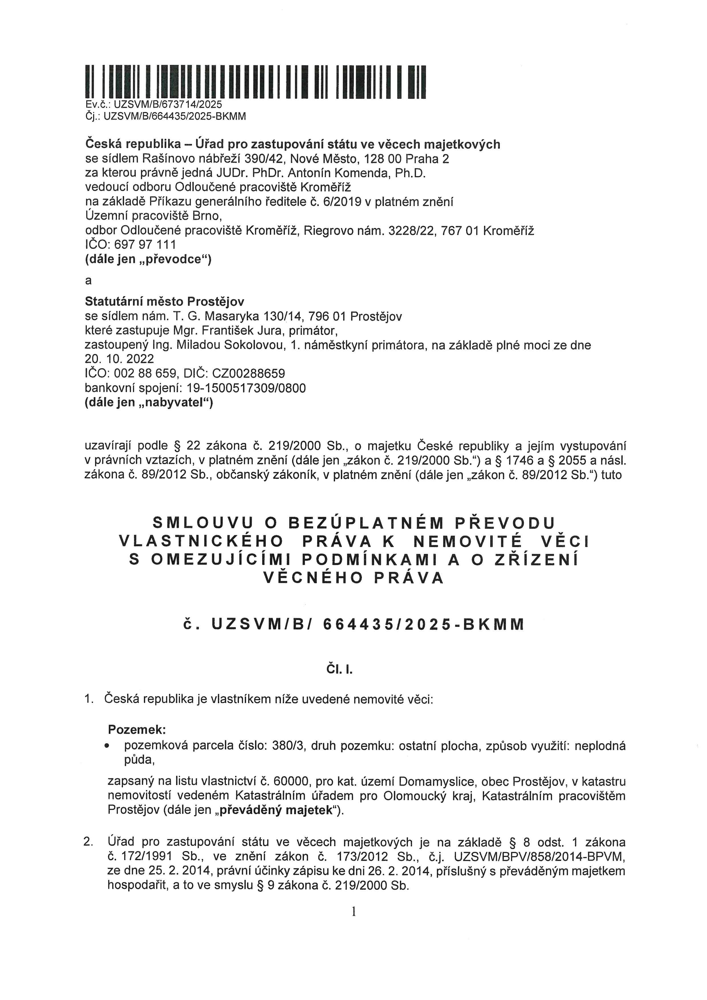 Ev.č.: UZSVM/B/673714/2025
Čj.: UZSVM/B/664435/2025-BKMM
Česká republika – Úřad pro zastupování státu ve věcech majetkových
se sídlem Rašínovo nábřeží 390/42, Nové Město, 128 00 Praha 2
za kterou právně jedná JUDr. PhDr. Antonín Komenda, Ph.D.
vedoucí odboru Odloučené pracoviště Kroměříž
na základě Příkazu generálního ředitele č. 6/2019 v platném znění
Územní pracoviště Brno,
odbor Odloučené pracoviště Kroměříž, Riegrovo nám. 3228/22, 767 01 Kroměříž
IČO: 697 97 111
(dále jen „převodce“)
a
Statutární město Prostějov
se sídlem nám. T. G. Masaryka 130/14, 796 01 Prostějov
které zastupuje Mgr. František Jura, primátor,
zastoupený Ing. Miladou Sokolovou, 1. náměstkyní primátora, na základě plné moci ze dne
20. 10. 2022
IČO: 002 88 659, DIČ: CZ00288659
bankovní spojení: 19-1500517309/0800
(dále jen „nabyvatel“)
uzavírají podle § 22 zákona č. 219/2000 Sb., o majetku České republiky a jejím vystupování
v právních vztazích, v platném znění (dále jen „zákon č. 219/2000 Sb.“) a § 1746 a § 2055 a násl.
zákona č. 89/2012 Sb., občanský zákoník, v platném znění (dále jen „zákon č. 89/2012 Sb.“) tuto
SMLOUVU O BEZÚPLATNÉM PŘEVODU
VLASTNICKÉHO PRÁVA K NEMOVITÉ VĚCI
S OMEZUJÍCÍMI PODMÍNKAMI A O ZŘÍZENÍ
VĚCNÉHO PRÁVA
č. UZSVM/B/ 664435/2025-BKMM
Čl. I.
1. Česká republika je vlastníkem níže uvedené nemovité věci:
Pozemek:
• pozemková parcela číslo: 380/3, druh pozemku: ostatní plocha, způsob využití: neplodná
půda,
zapsaný na listu vlastnictví č. 60000, pro kat. území Domamyslice, obec Prostějov, v katastru
nemovitostí vedeném Katastrálním úřadem pro Olomoucký kraj, Katastrálním pracovištěm
Prostějov (dále jen „převáděný majetek“).
2. Úřad pro zastupování státu ve věcech majetkových je na základě § 8 odst. 1 zákona
č. 172/1991 Sb., ve znění zákon č. 173/2012 Sb., č.j. UZSVM/BPV/858/2014-BPVM,
ze dne 25. 2. 2014, právní účinky zápisu ke dni 26. 2. 2014, příslušný s převáděným majetkem
hospodařit, a to ve smyslu § 9 zákona č. 219/2000 Sb.
1